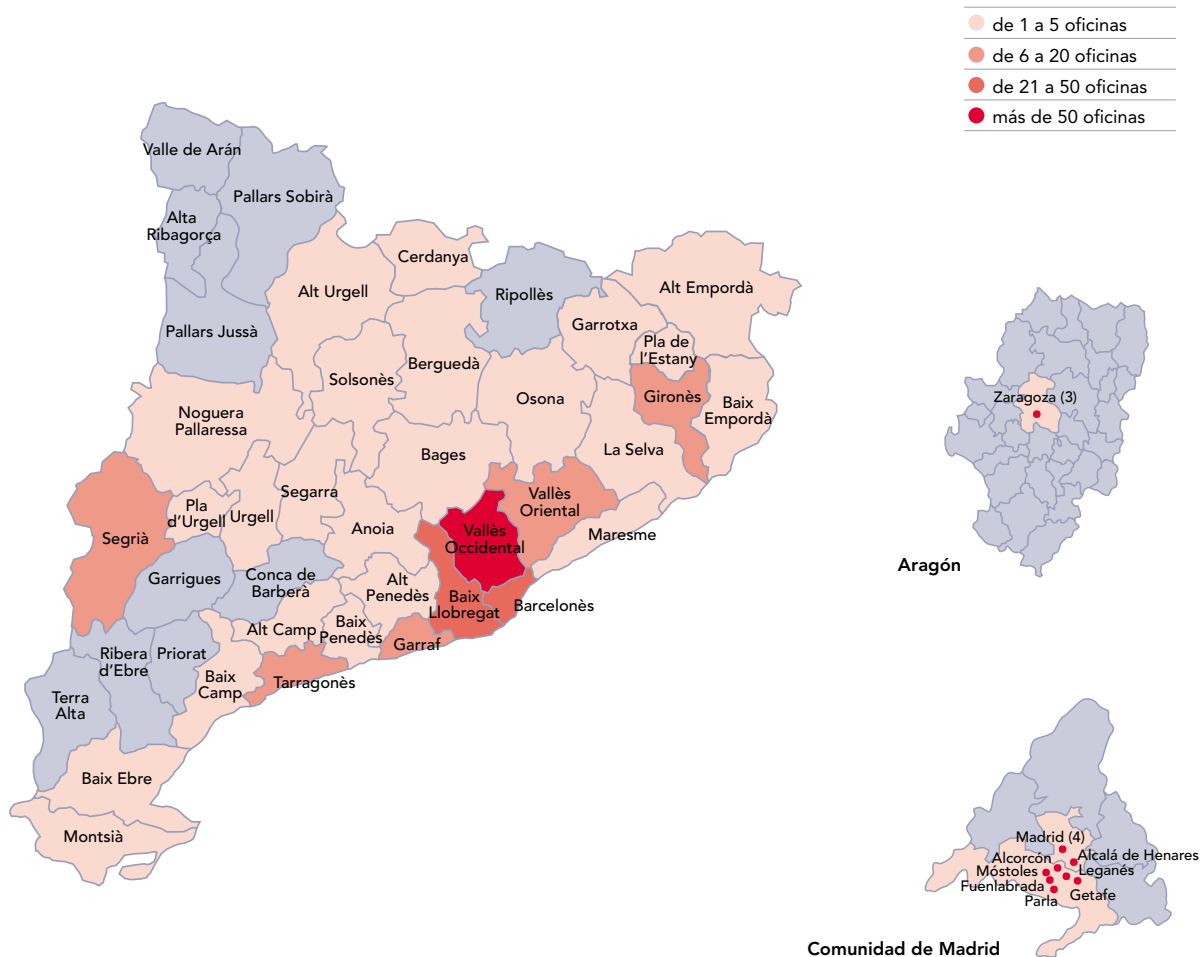 de 1 a 5 oficinas
de 6 a 20 oficinas
de 21 a 50 oficinas
más de 50 oficinas
Valle de Arán
Pallars Sobirà
Alta
Ribagorça
Cerdanya
Alt Urgell
Ripollès
Alt Empordà
Pallars Jussà
Garrotxa
Pla de
l'Estany
Berguedà
Solsonès
Osona
Gironès
Baix
Empordà
Noguera
Pallaressa
Bages
La Selva
Segarra
Vallès
Oriental
Pla
d'Urgell
Urgell
Anoia
Vallès
Occidental
Maresme
Segrià
Garrigues
Conca de
Barberà
Alt
Penedès
Baix
Llobregat
Barcelonès
Alt Camp
Baix
Penedès
Garraf
Ribera
d'Ebre
Priorat
Baix
Camp
Tarragonès
Terra
Alta
Baix Ebre
Montsià
Zaragoza (3)
Aragón
Madrid (4)
Alcorcón
Alcalá de Henares
Móstoles
Leganés
Fuenlabrada
Getafe
Parla
Comunidad de Madrid